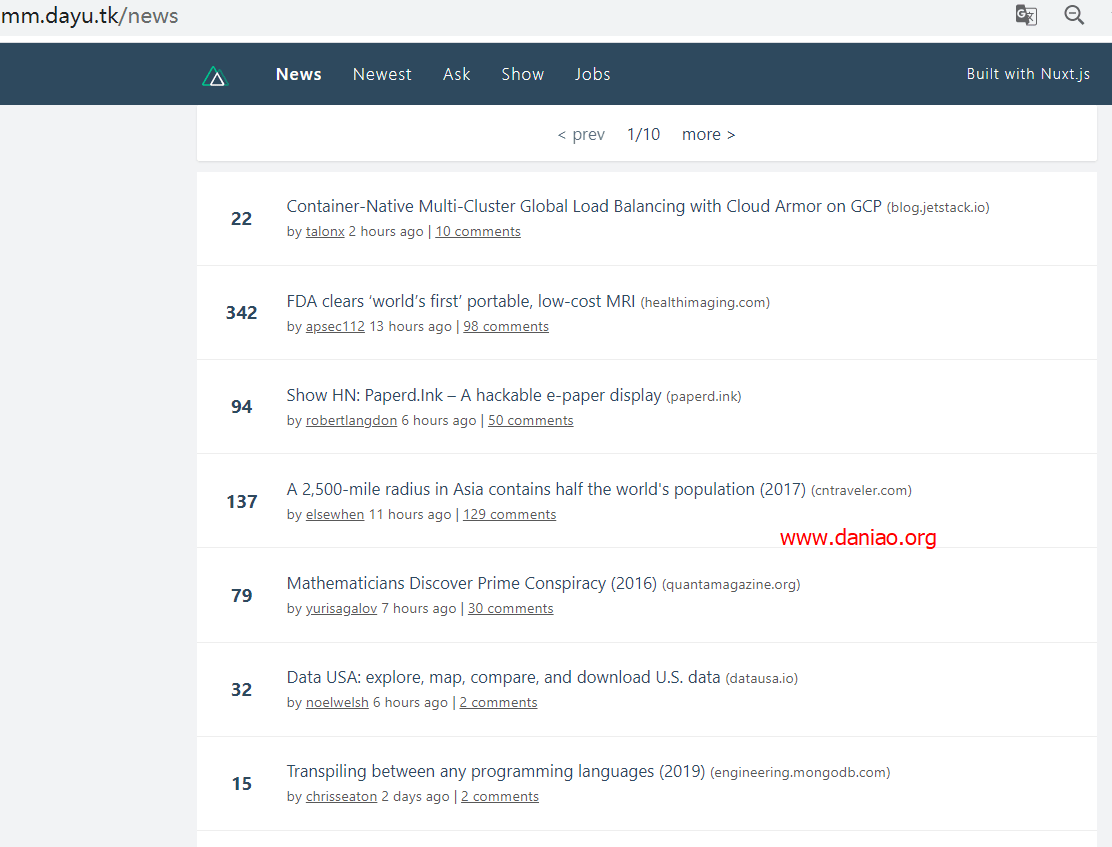 mm.dayu.tk/news
News Newest Ask Show Jobs Built with Nuxt.js
< prev 1/10 more >
22 Container-Native Multi-Cluster Global Load Balancing with Cloud Armor on GCP (blog.jetstack.io)
by talonx 2 hours ago | 10 comments
342 FDA clears ‘world’s first’ portable, low-cost MRI (healthimaging.com)
by apsec112 13 hours ago | 98 comments
94 Show HN: Paperd.Ink – A hackable e-paper display (paperd.ink)
by robertlangdon 6 hours ago | 50 comments
137 A 2,500-mile radius in Asia contains half the world's population (2017) (cntraveler.com)
by elsewhen 11 hours ago | 129 comments
www.daniao.org
79 Mathematicians Discover Prime Conspiracy (2016) (quantamagazine.org)
by yurisagalov 7 hours ago | 30 comments
32 Data USA: explore, map, compare, and download U.S. data (datausa.io)
by noelwelsh 6 hours ago | 2 comments
15 Transpiling between any programming languages (2019) (engineering.mongodb.com)
by chrisseaton 2 days ago | 2 comments